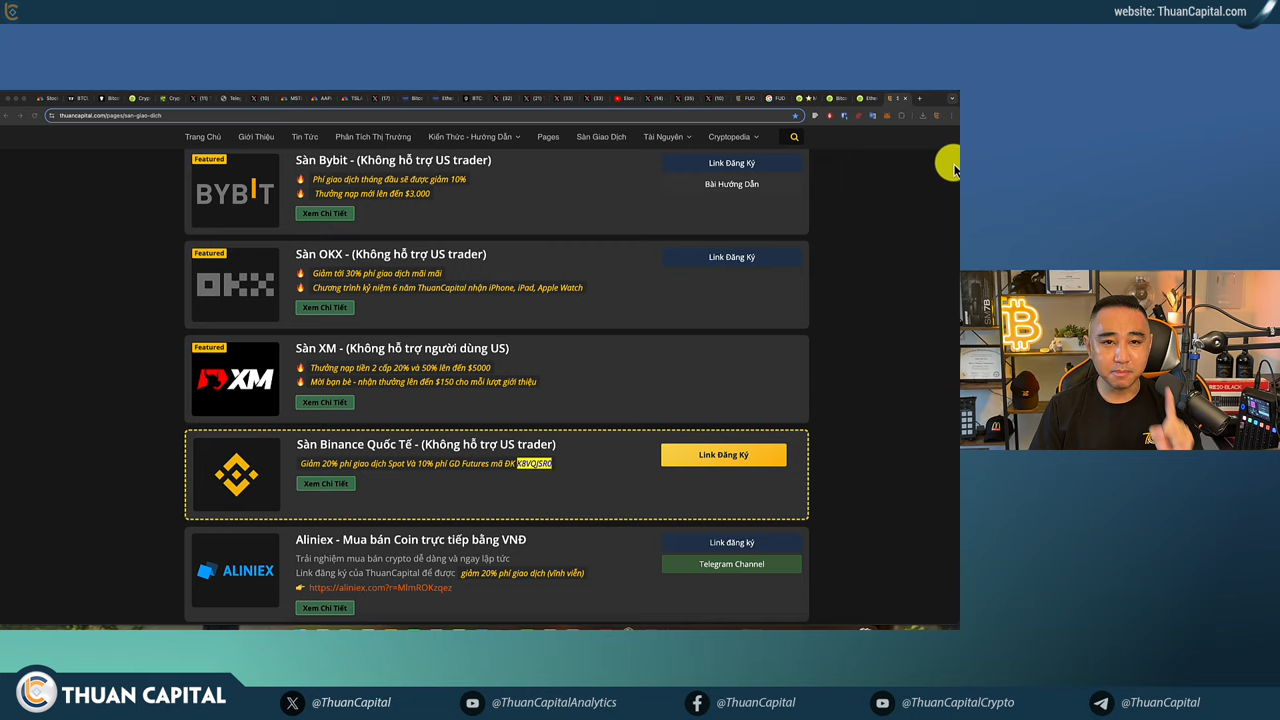 website: ThuanCapital.com
thuancapital.com/pages/san-giao-dich
Trang Chủ Giới Thiệu Tin Tức Phân Tích Thị Trường Kiến Thức - Hướng Dẫn Pages Sàn Giao Dịch Tài Nguyên Cryptopedia
Featured
BYBIT
Sàn Bybit - (Không hỗ trợ US trader)
🔥 Phí giao dịch tháng đầu sẽ được giảm 10%
🔥 Thưởng nạp mới lên đến $3.000
Xem Chi Tiết
Link Đăng Ký
Bài Hướng Dẫn
Featured
OKX
Sàn OKX - (Không hỗ trợ US trader)
🔥 Giảm tới 30% phí giao dịch mãi mãi
🔥 Chương trình kỷ niệm 6 năm ThuanCapital nhận iPhone, iPad, Apple Watch
Xem Chi Tiết
Link Đăng Ký
Featured
XM
Sàn XM - (Không hỗ trợ người dùng US)
🔥 Thưởng nạp tiền 2 cấp 20% và 50% lên đến $5000
🔥 Mời bạn bè - nhận thưởng lên đến $150 cho mỗi lượt giới thiệu
Xem Chi Tiết
Sàn Binance Quốc Tế - (Không hỗ trợ US trader)
Giảm 20% phí giao dịch Spot Và 10% phí GD Futures mã ĐK K8VQJSR0
Xem Chi Tiết
Link Đăng Ký
ALINIEX
Aliniex - Mua bán Coin trực tiếp bằng VNĐ
Trải nghiệm mua bán crypto dễ dàng và ngay lập tức
Link đăng ký của ThuanCapital để được giảm 20% phí giao dịch (vĩnh viễn)
👉 https://aliniex.com?r=MlmROKzqez
Xem Chi Tiết
Link đăng ký
Telegram Channel
SM7B
THUAN CAPITAL
@ThuanCapital
@ThuanCapitalAnalytics
@ThuanCapital
@ThuanCapitalCrypto
@ThuanCapital